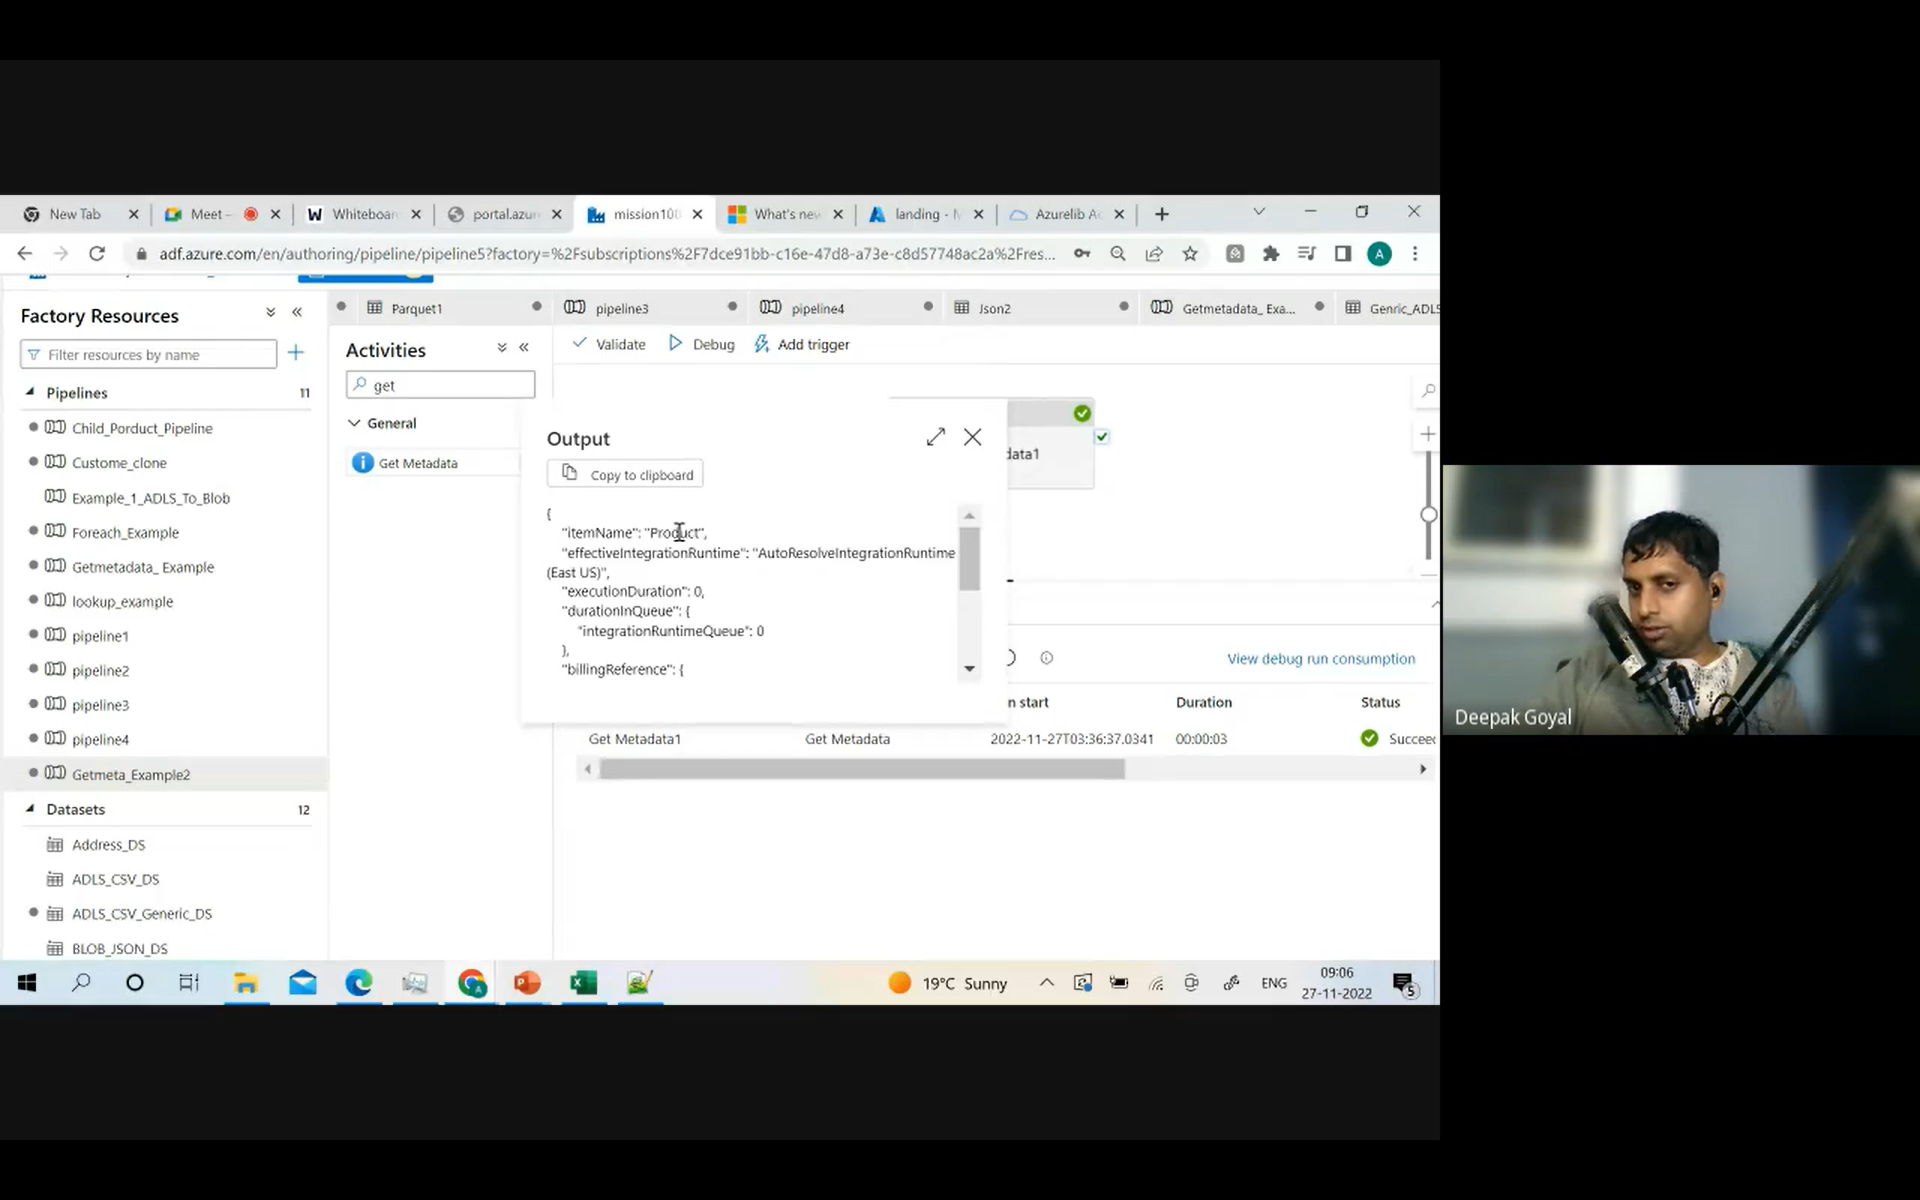 New Tab
Meet -
Whiteboar
portal.azur
mission100
What's new
landing - M
Azurelib Ac
adf.azure.com/en/authoring/pipeline/pipeline5?factory=%2Fsubscriptions%2F7dce91bb-c16e-47d8-a73e-c8d57748ac2a%2Fres...
A
Factory Resources
Parquet1
pipeline3
pipeline4
Json2
Getmetadata_ Exa...
Genric_ADLS
Filter resources by name
Activities
Validate
Debug
Add trigger
get
Pipelines
11
General
Get Metadata
Child_Porduct_Pipeline
Custome_clone
Example_1_ADLS_To_Blob
Foreach_Example
Getmetadata_ Example
lookup_example
pipeline1
pipeline2
pipeline3
pipeline4
Getmeta_Example2
Datasets
12
Address_DS
ADLS_CSV_DS
ADLS_CSV_Generic_DS
BLOB_JSON_DS
Output
Copy to clipboard
{
"itemName": "Product",
"effectiveIntegrationRuntime": "AutoResolveIntegrationRuntime
(East US)",
"executionDuration": 0,
"durationInQueue": {
"integrationRuntimeQueue": 0
},
"billingReference": {
data1
View debug run consumption
n start
Duration
Status
Get Metadata1
Get Metadata
2022-11-27T03:36:37.0341
00:00:03
Succee
Deepak Goyal
19°C Sunny
ENG
09:06
27-11-2022
5